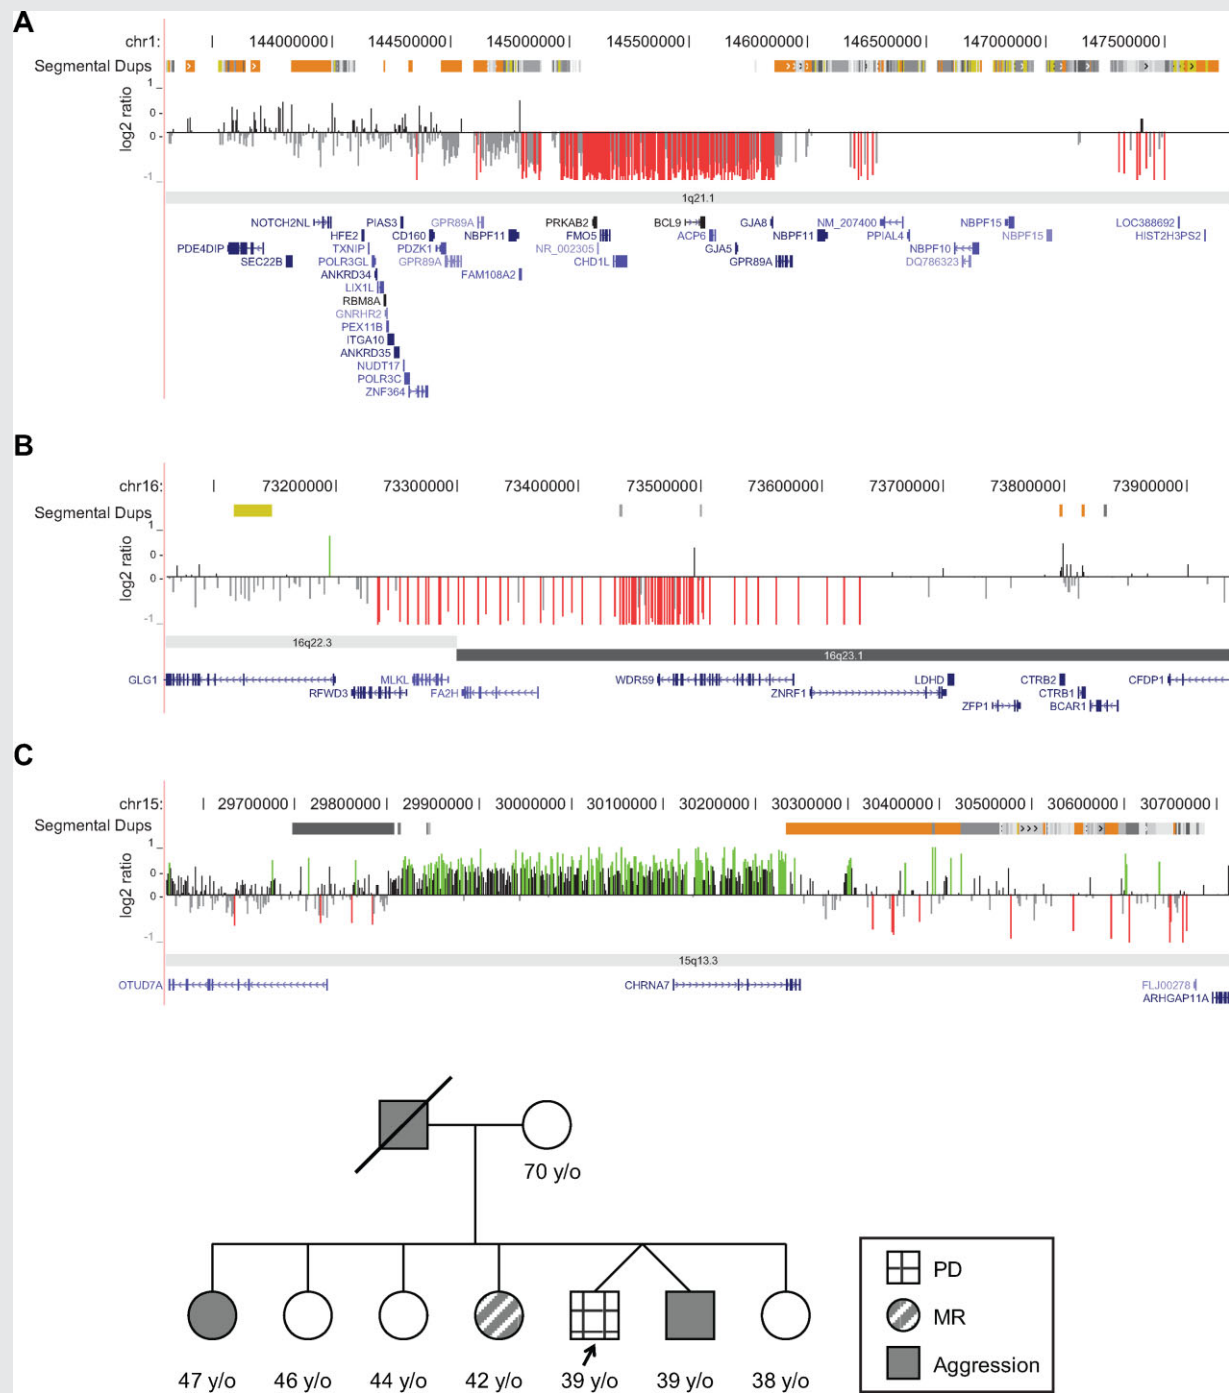 A
chr1: 144000000 144500000 145000000 145500000 146000000 146500000 147000000 147500000
Segmental Dups
1
log2 ratio
0
0
-1
1q21.1
NOTCH2NL PIAS3 GPR89A PRKAB2 BCL9 GJA8 NM_207400 NBPF15 LOC388692
PDE4DIP HFE2 CD160 NBPF11 FMO5 ACP6 NBPF11 PPIAL4 NBPF15 HIST2H3PS2
TXNIP PDZK1 NR_002305 GJA5 NBPF10
SEC22B POLR3GL GPR89A CHD1L GPR89A DQ786323
ANKRD34 FAM108A2
LIX1L
RBM8A
GNRHR2
PEX11B
ITGA10
ANKRD35
NUDT17
POLR3C
ZNF364
B
chr16: 73200000 73300000 73400000 73500000 73600000 73700000 73800000 73900000
Segmental Dups
1
log2 ratio
0
0
-1
16q22.3
16q23.1
GLG1 MLKL WDR59 LDHD CTRB2 CFDP1
RFWD3 FA2H ZNRF1 CTRB1
ZFP1 BCAR1
C
chr15: 29700000 29800000 29900000 30000000 30100000 30200000 30300000 30400000 30500000 30600000 30700000
Segmental Dups
1
log2 ratio
0
0
-1
15q13.3
OTUD7A CHRNA7 FLJ00278
ARHGAP11A
70 y/o
PD
MR
Aggression
47 y/o 46 y/o 44 y/o 42 y/o 39 y/o 39 y/o 38 y/o